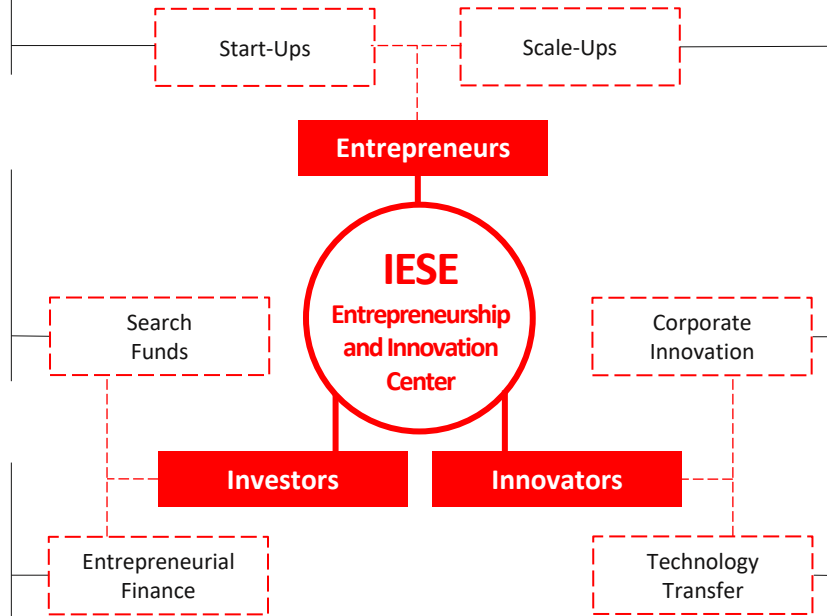 Start-Ups
Scale-Ups
Entrepreneurs
IESE
Entrepreneurship
and Innovation
Center
Search
Funds
Corporate
Innovation
Investors
Innovators
Entrepreneurial
Finance
Technology
Transfer